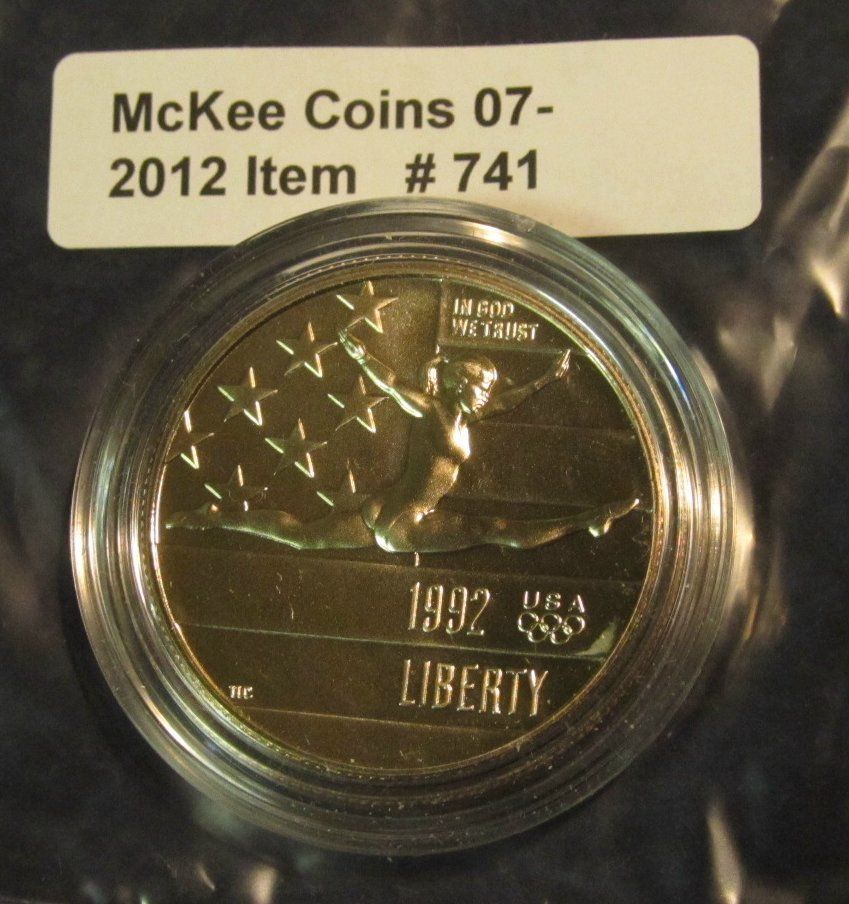 McKee Coins 07-
2012 Item # 741
IN GOD
WE TRUST
1992
USA
LIBERTY